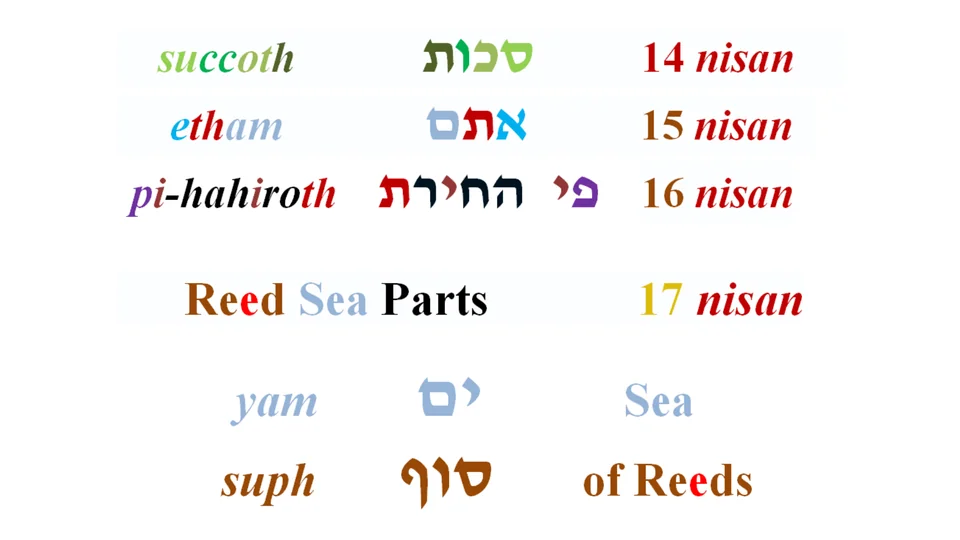 succoth סכות 14 nisan
etham אתם 15 nisan
pi-hahiroth פי החירת 16 nisan
Reed Sea Parts 17 nisan
yam ים Sea
suph סוף of Reeds